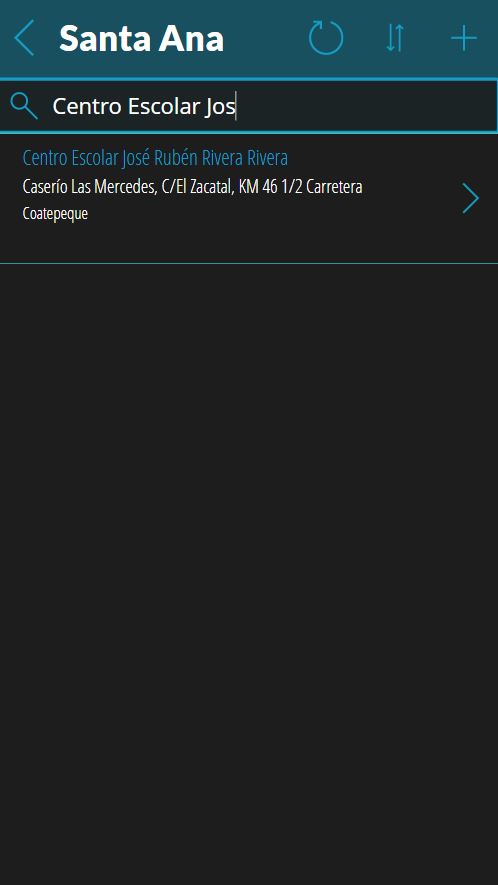 Santa Ana
Centro Escolar Jos
Centro Escolar José Rubén Rivera Rivera
Caserío Las Mercedes, C/El Zacatal, KM 46 1/2 Carretera
Coatepeque